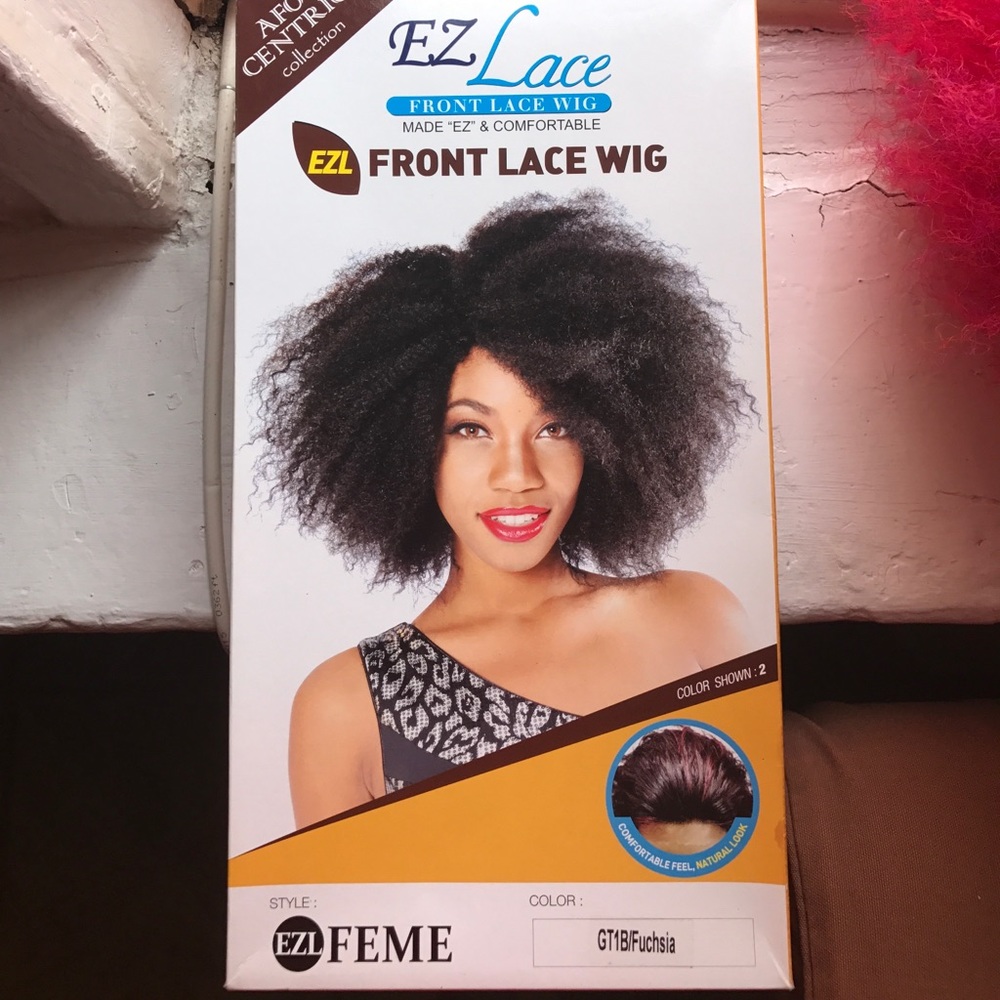 AFO
CENTRIC
collection
EZ Lace
FRONT LACE WIG
MADE "EZ" & COMFORTABLE
EZL FRONT LACE WIG
COLOR SHOWN : 2
COMFORTABLE FEEL, NATURAL LOOK
STYLE :
EZL FEME
COLOR :
GT1B/Fuchsia